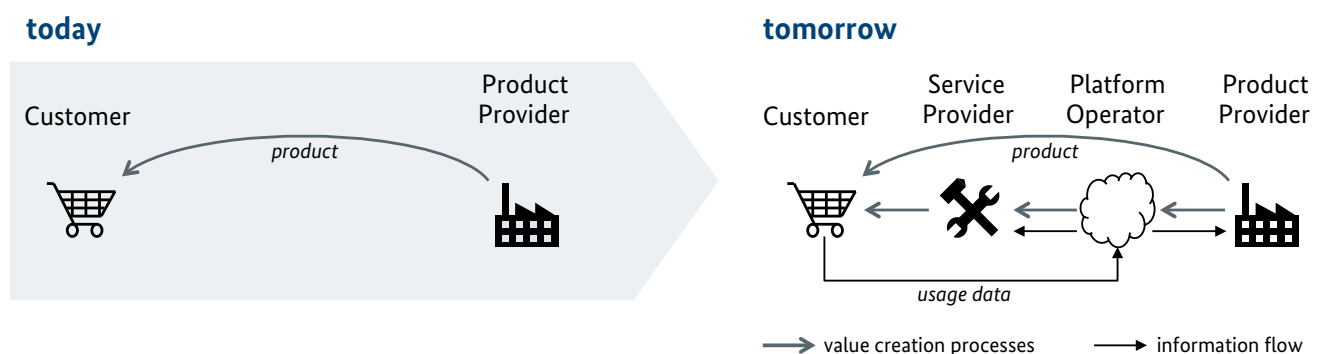 today
Customer
Product
Provider
product
tomorrow
Customer
Service
Provider
Platform
Operator
Product
Provider
product
usage data
value creation processes
information flow